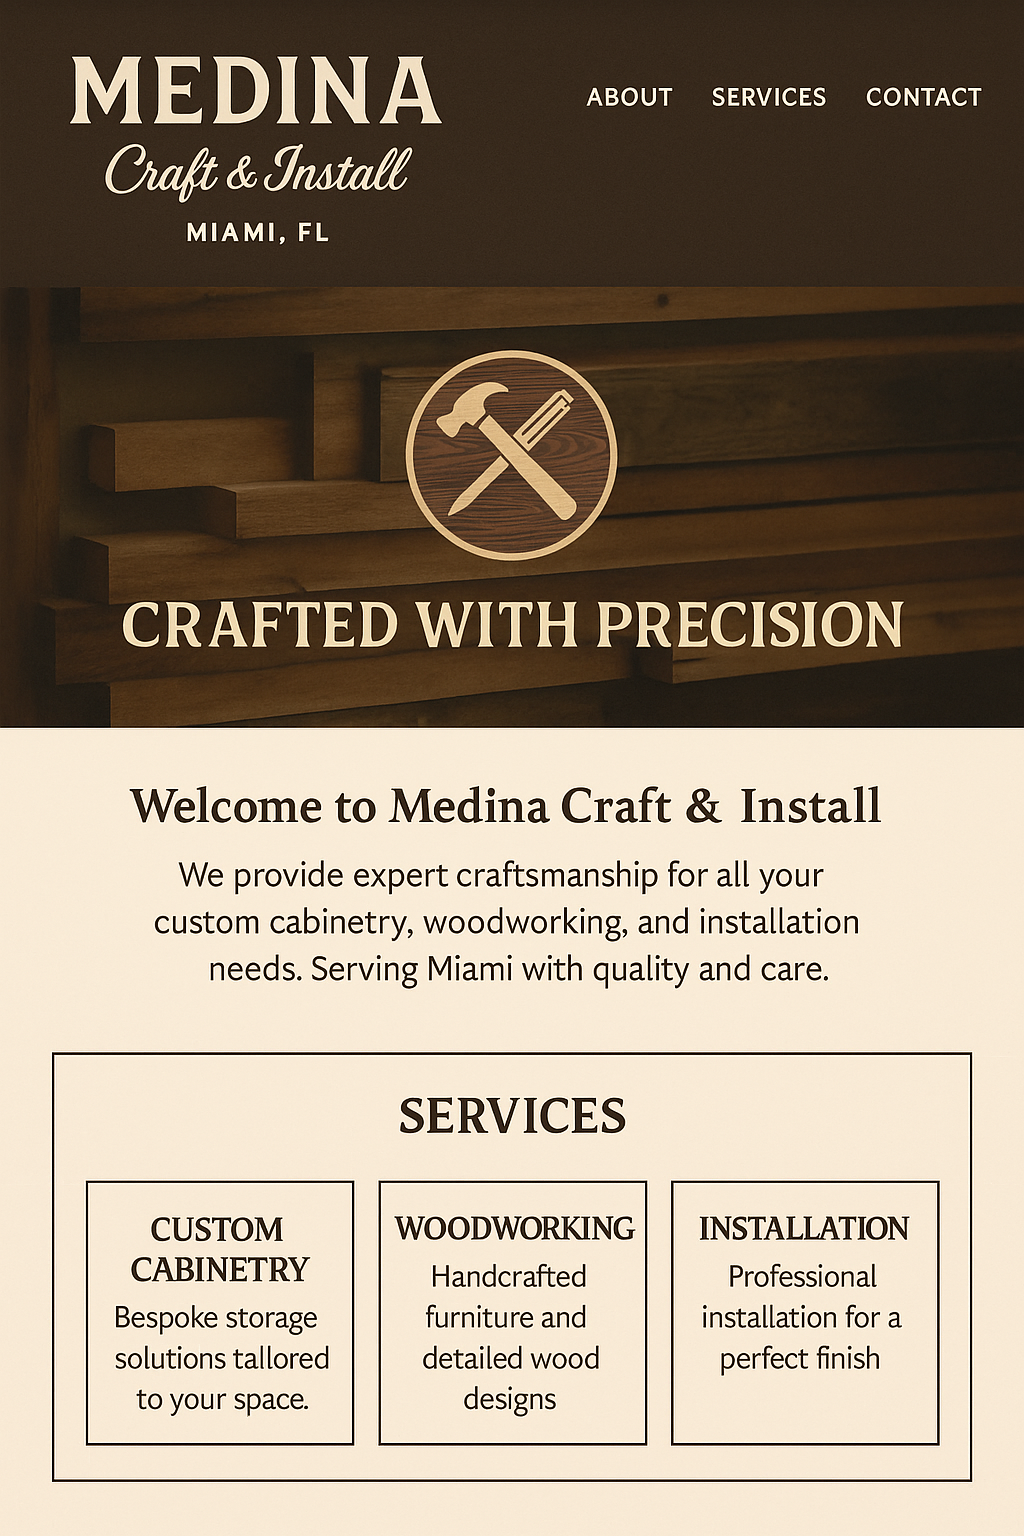 MEDINA
Craft & Install
MIAMI, FL
ABOUT SERVICES CONTACT
CRAFTED WITH PRECISION
Welcome to Medina Craft & Install
We provide expert craftsmanship for all your
custom cabinetry, woodworking, and installation
needs. Serving Miami with quality and care.
SERVICES
CUSTOM
CABINETRY
Bespoke storage
solutions tallored
to your space.
WOODWORKING
Handcrafted
furniture and
detailed wood
designs
INSTALLATION
Professional
installation for a
perfect finish